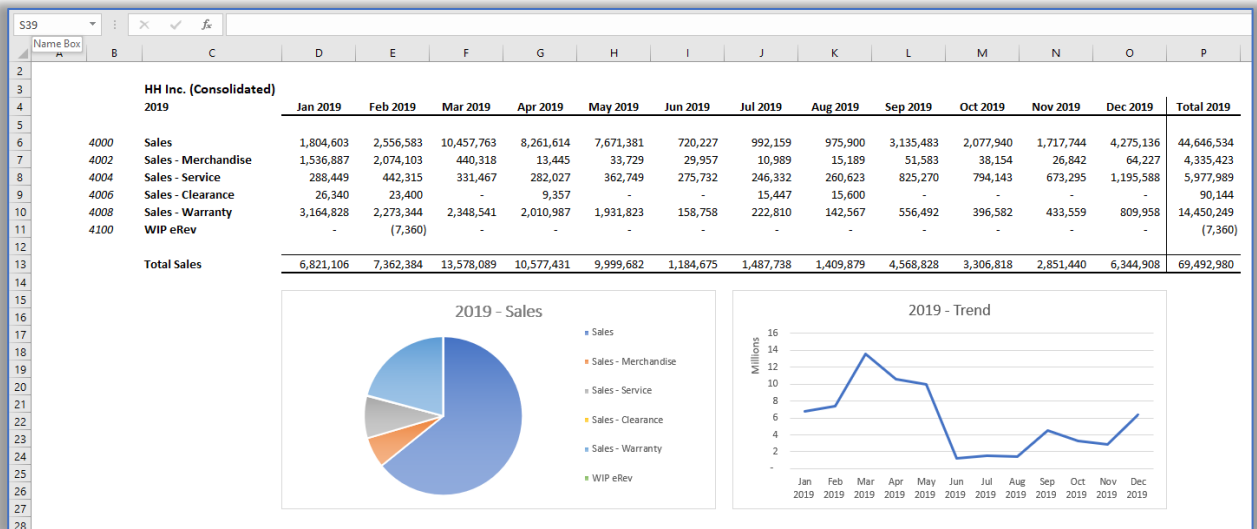 S39 fx
Name Box
A B C D E F G H I J K L M N O P
2
3 HH Inc. (Consolidated)
4 2019 Jan 2019 Feb 2019 Mar 2019 Apr 2019 May 2019 Jun 2019 Jul 2019 Aug 2019 Sep 2019 Oct 2019 Nov 2019 Dec 2019 Total 2019
5
6 4000 Sales 1,804,603 2,556,583 10,457,763 8,261,614 7,671,381 720,227 992,159 975,900 3,135,483 2,077,940 1,717,744 4,275,136 44,646,534
7 4002 Sales - Merchandise 1,536,887 2,074,103 440,318 13,445 33,729 29,957 10,989 15,189 51,583 38,154 26,842 64,227 4,335,423
8 4004 Sales - Service 288,449 442,315 331,467 282,027 362,749 275,732 246,332 260,623 825,270 794,143 673,295 1,195,588 5,977,989
9 4006 Sales - Clearance 26,340 23,400 - 9,357 - - 15,447 15,600 - - - - 90,144
10 4008 Sales - Warranty 3,164,828 2,273,344 2,348,541 2,010,987 1,931,823 158,758 222,810 142,567 556,492 396,582 433,559 809,958 14,450,249
11 4100 WIP eRev - (7,360) - - - - - - - - - - (7,360)
12
13 Total Sales 6,821,106 7,362,384 13,578,089 10,577,431 9,999,682 1,184,675 1,487,738 1,409,879 4,568,828 3,306,818 2,851,440 6,344,908 69,492,980
14
15
16
17
18
19
20
21
22
23
24
25
26
27
28
2019 - Sales
Sales
Sales - Merchandise
Sales - Service
Sales - Clearance
Sales - Warranty
WIP eRev
2019 - Trend
Millions
16
14
12
10
8
6
4
2
-
Jan Feb Mar Apr May Jun Jul Aug Sep Oct Nov Dec
2019 2019 2019 2019 2019 2019 2019 2019 2019 2019 2019 2019